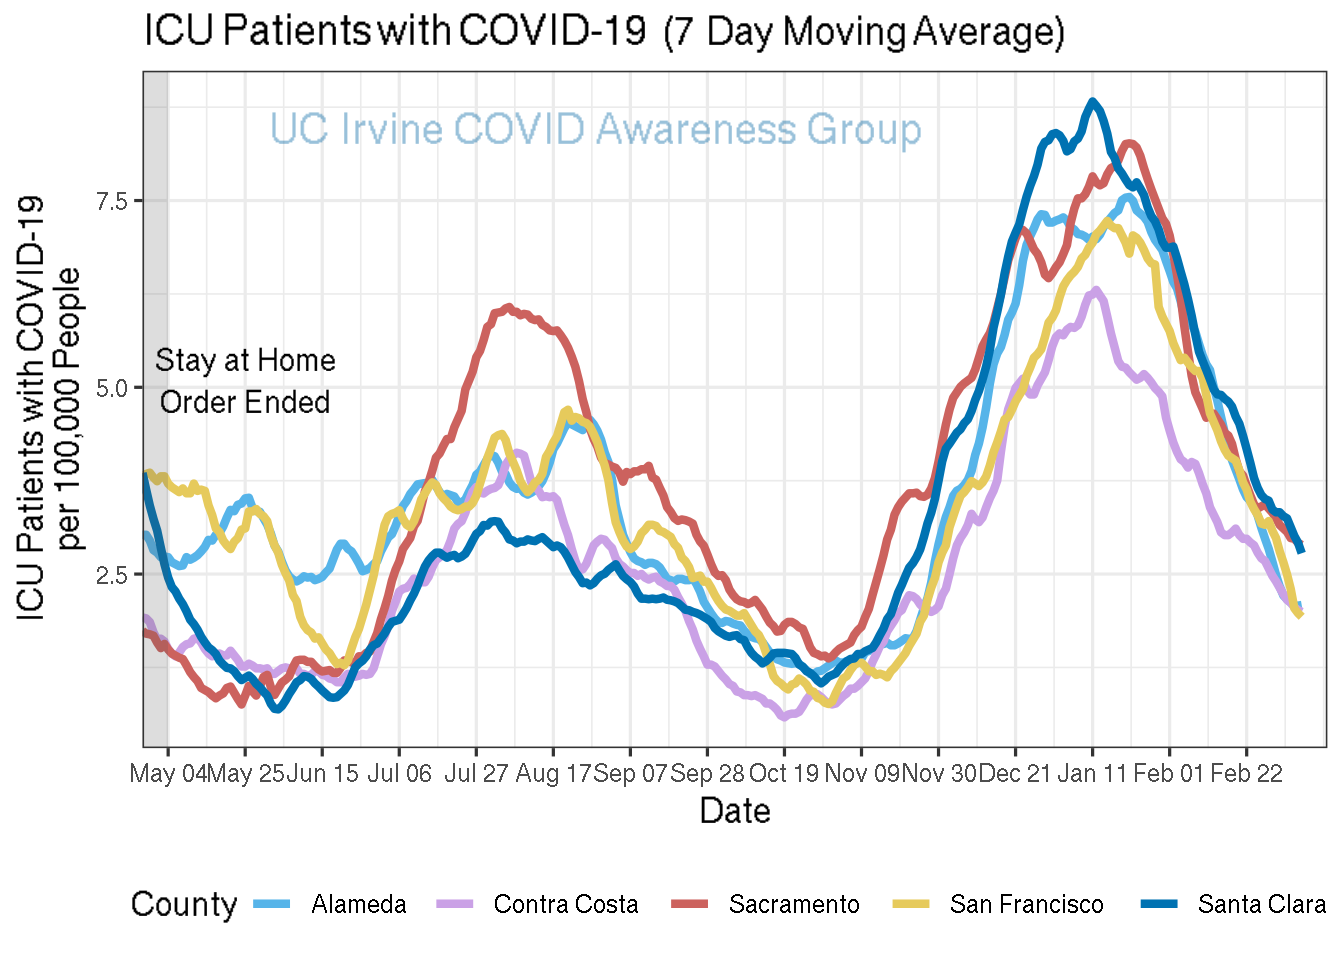 ICU Patients with COVID-19 (7 Day Moving Average)
UC Irvine COVID Awareness Group
ICU Patients with COVID-19
per 100,000 People
7.5
5.0
2.5
Stay at Home
Order Ended
May 04 May 25 Jun 15 Jul 06 Jul 27 Aug 17 Sep 07 Sep 28 Oct 19 Nov 09 Nov 30 Dec 21 Jan 11 Feb 01 Feb 22
Date
County Alameda Contra Costa Sacramento San Francisco Santa Clara